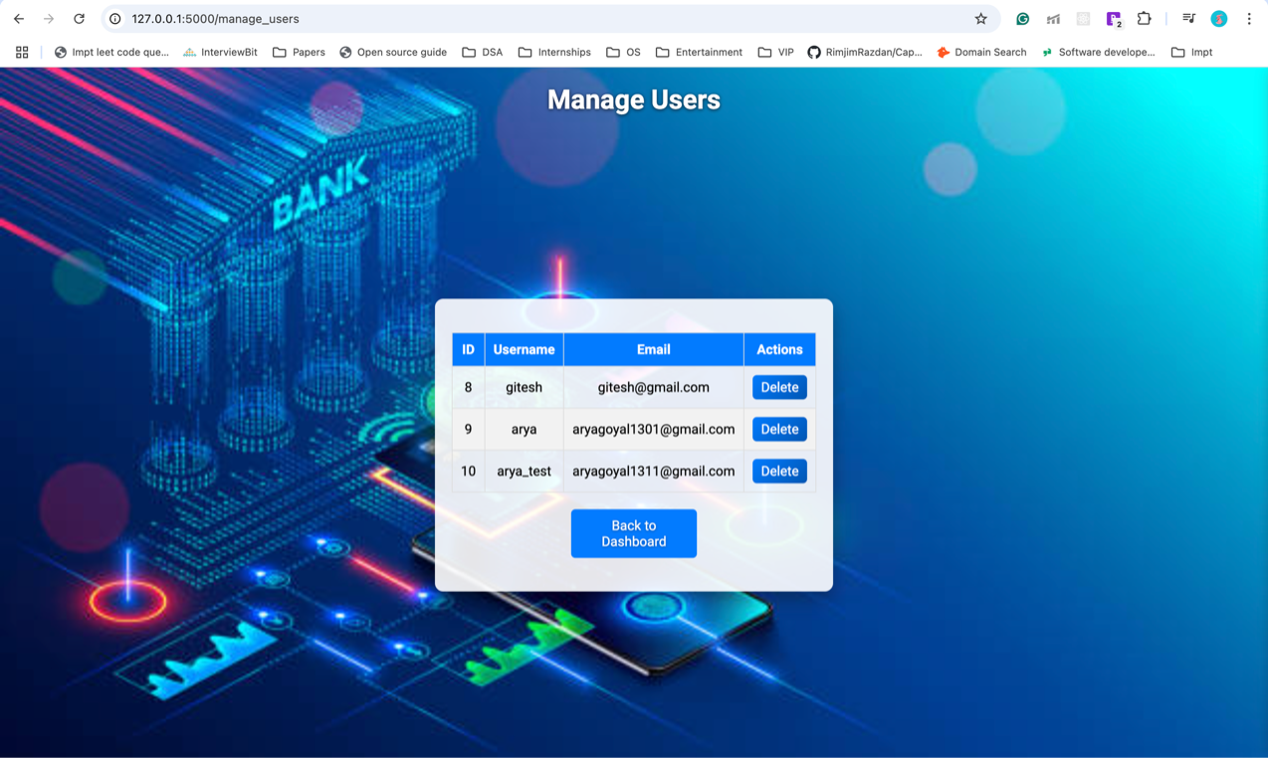 127.0.0.1:5000/manage_users
2
Impt leet code que... InterviewBit Papers Open source guide DSA Internships OS Entertainment VIP RimjimRazdan/Cap... Domain Search Software develope... Impt
Manage Users
BANK
ID Username Email Actions
8 gitesh gitesh@gmail.com Delete
9 arya aryagoyal1301@gmail.com Delete
10 arya_test aryagoyal1311@gmail.com Delete
Back to
Dashboard